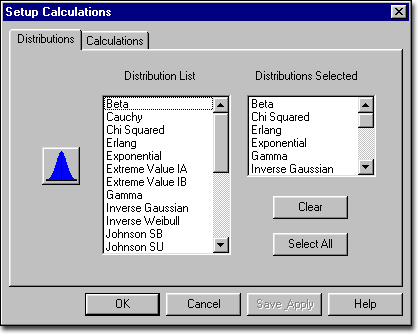 Setup Calculations
Distributions
Calculations
Distribution List
Beta
Cauchy
Chi Squared
Erlang
Exponential
Extreme Value IA
Extreme Value IB
Gamma
Inverse Gaussian
Inverse Weibull
Johnson SB
Johnson SU
Distributions Selected
Beta
Chi Squared
Erlang
Exponential
Gamma
Inverse Gaussian
Clear
Select All
OK
Cancel
Save_Apply
Help